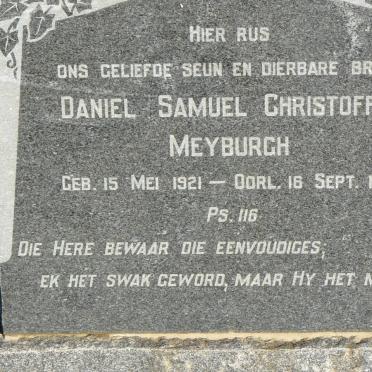 HIER RUS
ONS GELIEFDE SEUN EN DIERBARE BR
DANIEL SAMUEL CHRISTOFF
MEYBURGH
GEB. 15 MEI 1921 — OORL. 16 SEPT. 1
PS. 116
DIE HERE BEWAAR DIE EENVOUDIGES;
EK HET SWAK GEWORD, MAAR HY HET M